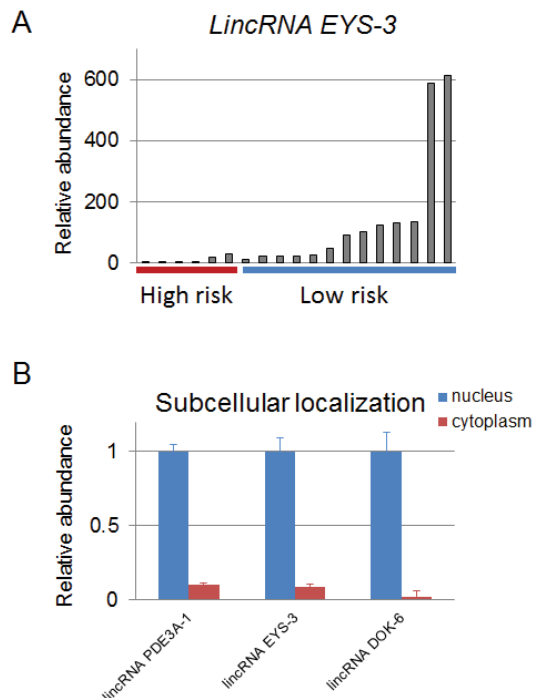 A
LincRNA EYS-3
Relative abundance
600
400
200
0
High risk
Low risk
B
Subcellular localization
nucleus
cytoplasm
Relative abundance
1
0.5
0
lincRNA PDE3A-1
lincRNA EYS-3
lincRNA DOK-6